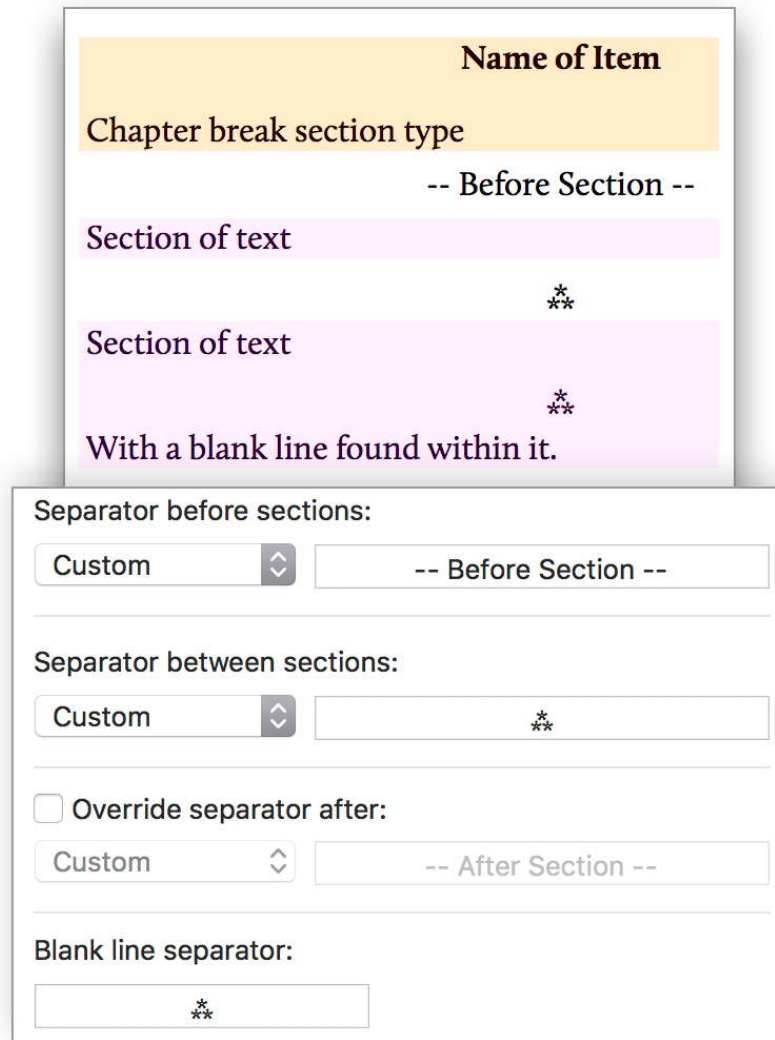 Name of Item
Chapter break section type
-- Before Section --
Section of text
⁂
Section of text
⁂
With a blank line found within it.
Separator before sections:
Custom -- Before Section --
Separator between sections:
Custom ⁂
Override separator after:
Custom -- After Section --
Blank line separator:
⁂